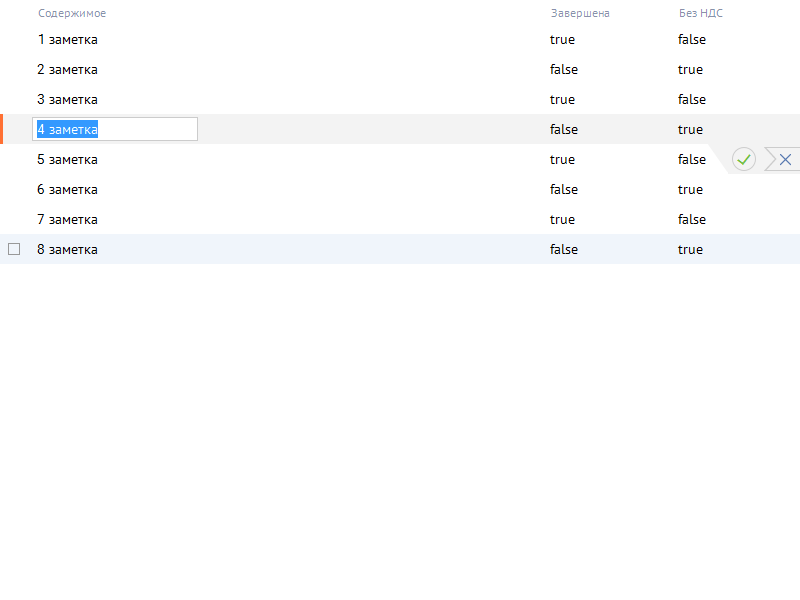 Содержимое Завершена Без НДС
1 заметка true false
2 заметка false true
3 заметка true false
4 заметка false true
5 заметка true false
6 заметка false true
7 заметка true false
8 заметка false true